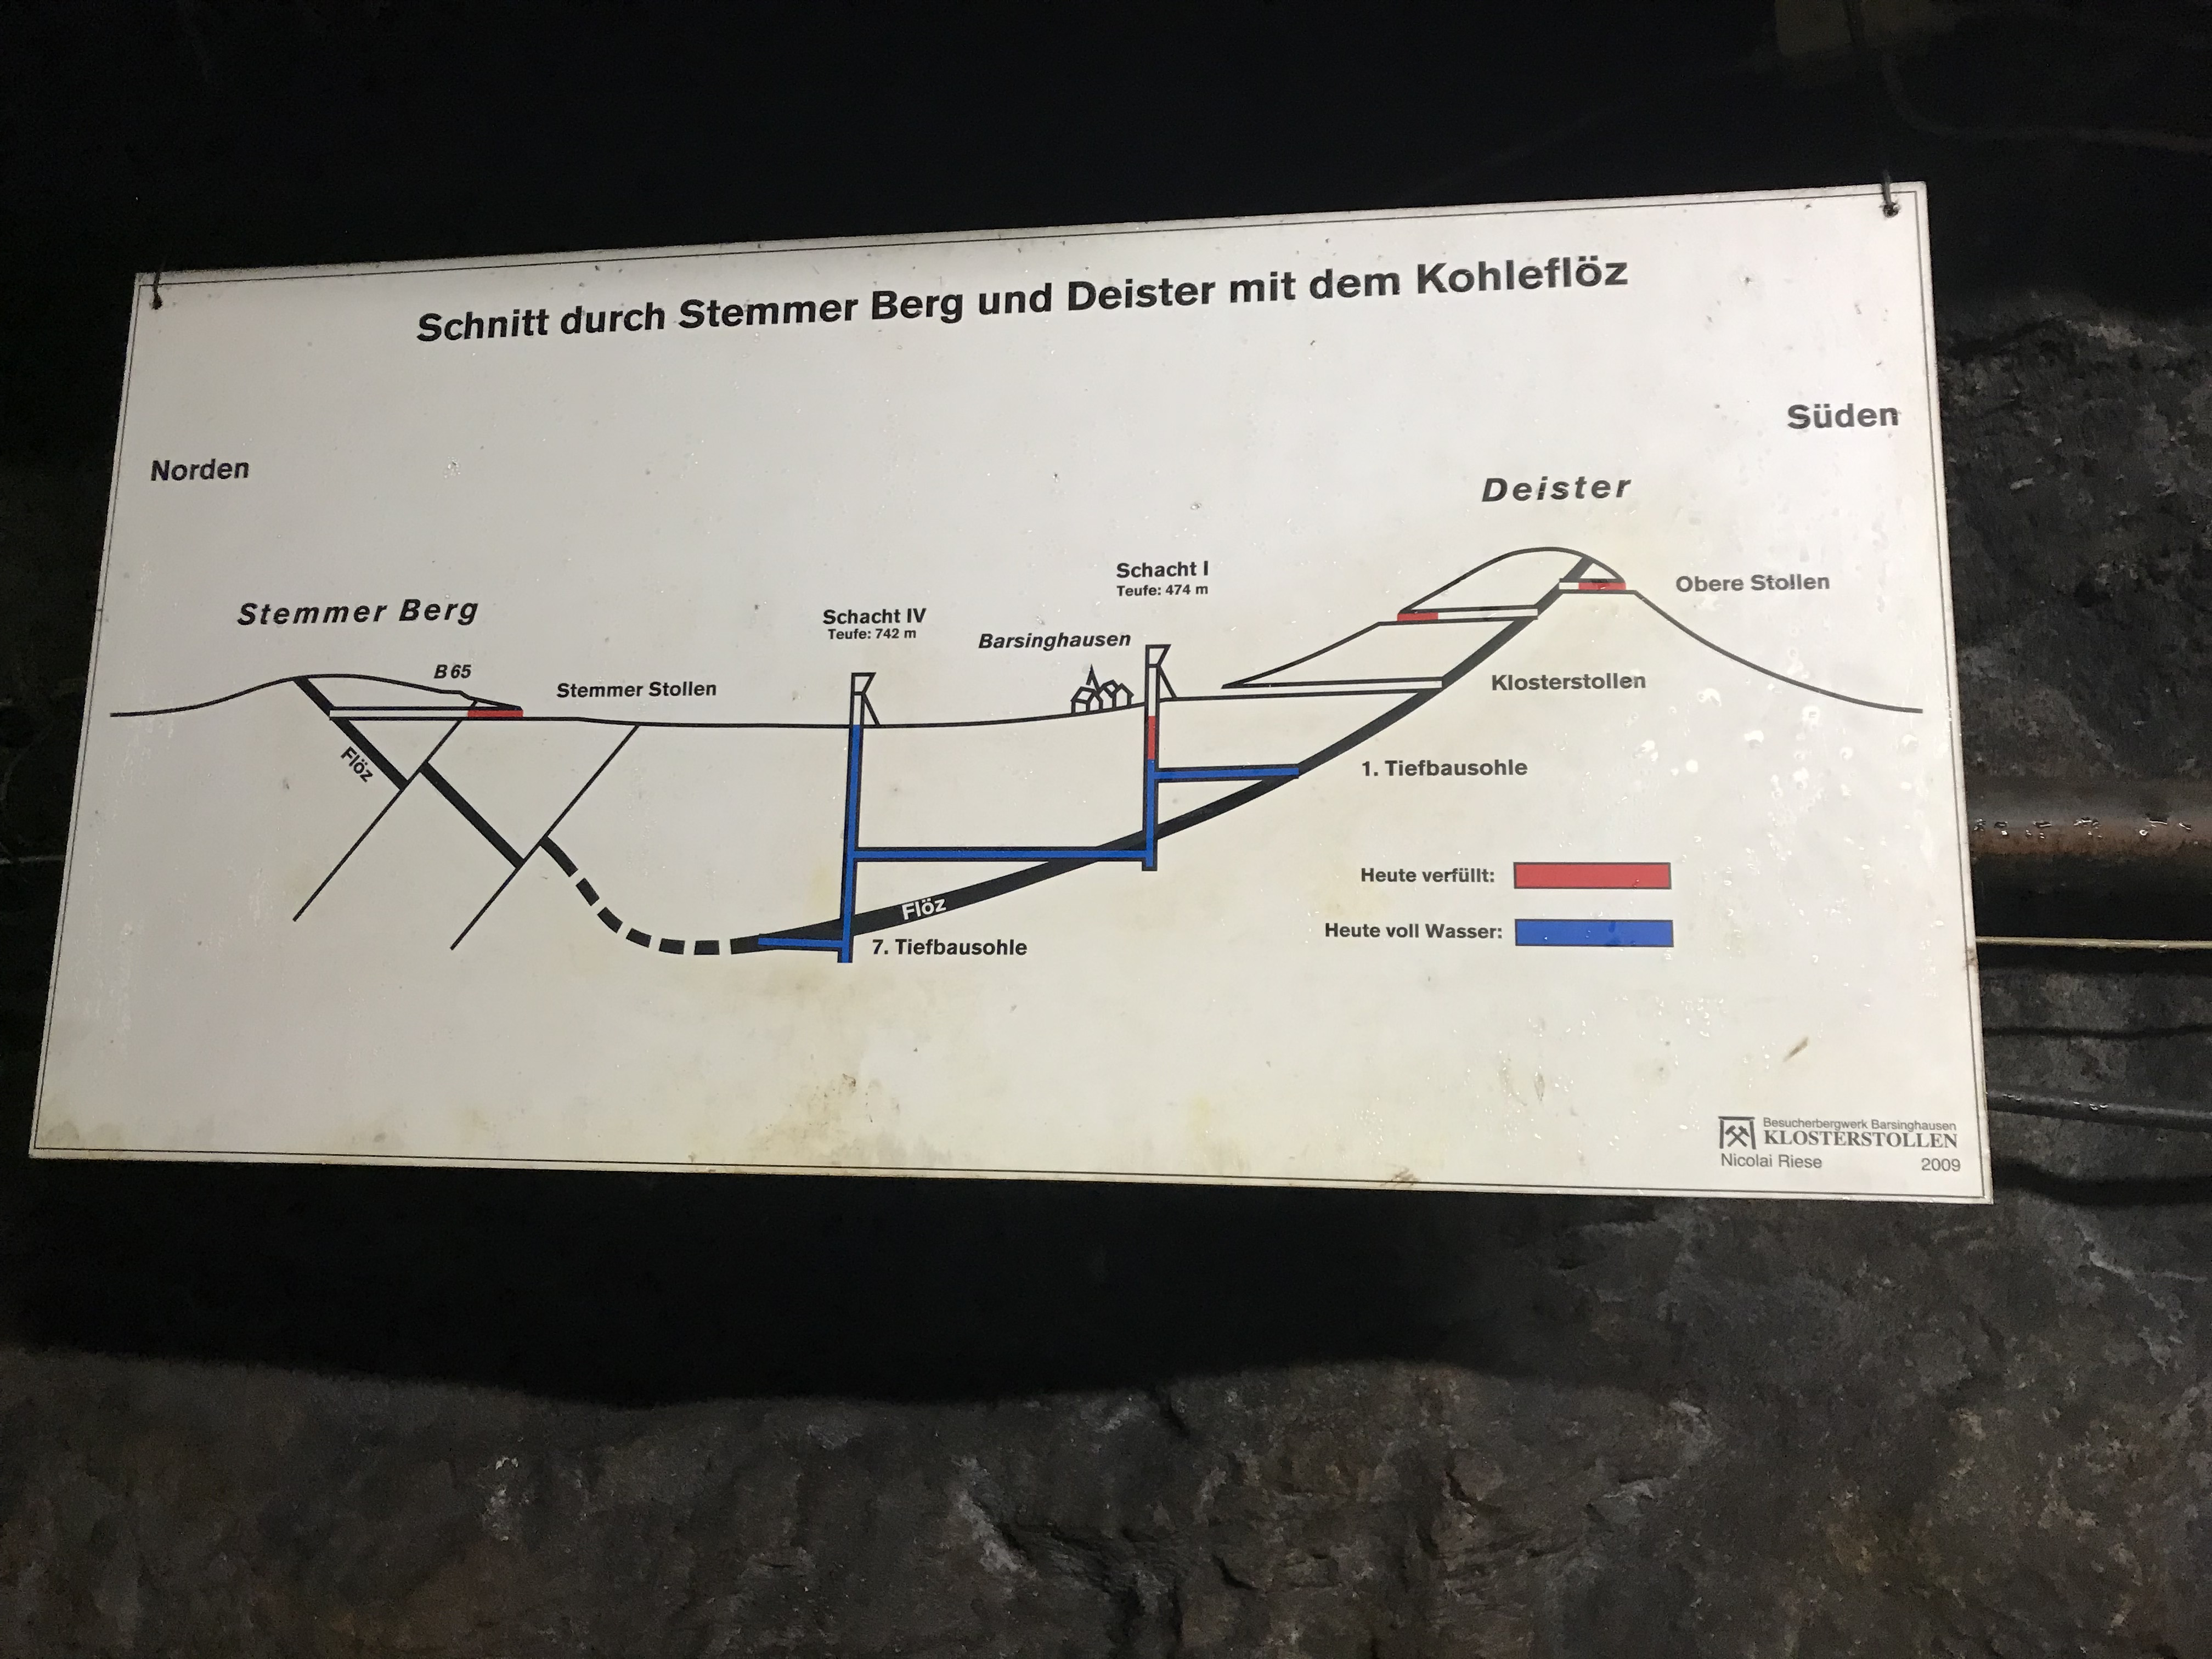 Schnitt durch Stemmer Berg und Deister mit dem Kohleflöz
Süden
Norden
Deister
Schacht I
Teufe: 474 m
Obere Stollen
Stemmer Berg
Schacht IV
Teufe: 742 m
Barsinghausen
B 65
Stemmer Stollen
Klosterstollen
Flöz
1. Tiefbausohle
Heute verfüllt:
Flöz
Heute voll Wasser:
7. Tiefbausohle
Besucherbergwerk Barsinghausen
KLOSTERSTOLLEN
Nicolai Riese 2009